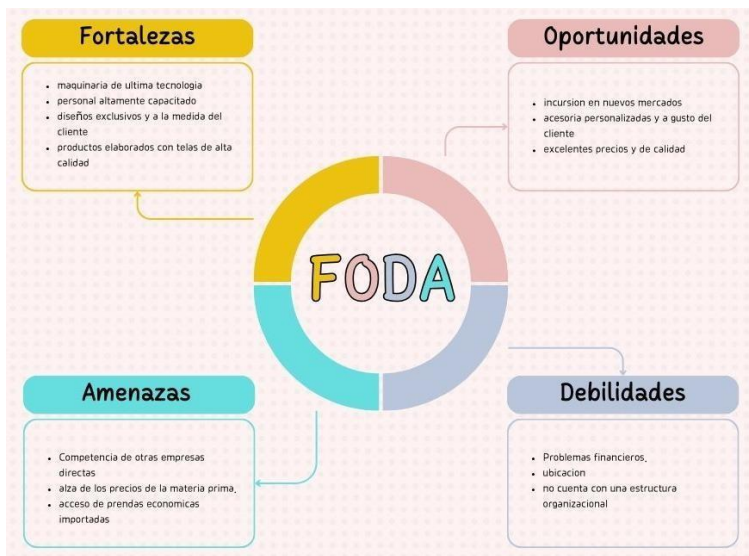 Fortalezas
• maquinaria de ultima tecnologia
• personal altamente capacitado
• diseños exclusivos y a la medida del
cliente
• productos elaborados con telas de alta
calidad
Oportunidades
• incursion en nuevos mercados
• acesoria personalizadas y a gusto del
cliente
• excelentes precios y de calidad
FODA
Amenazas
• Competencia de otras empresas
directas
• alza de los precios de la materia prima,
• acceso de prendas economicas
importadas
Debilidades
• Problemas financieros,
• ubicacion
• no cuenta con una estructura
organizacional